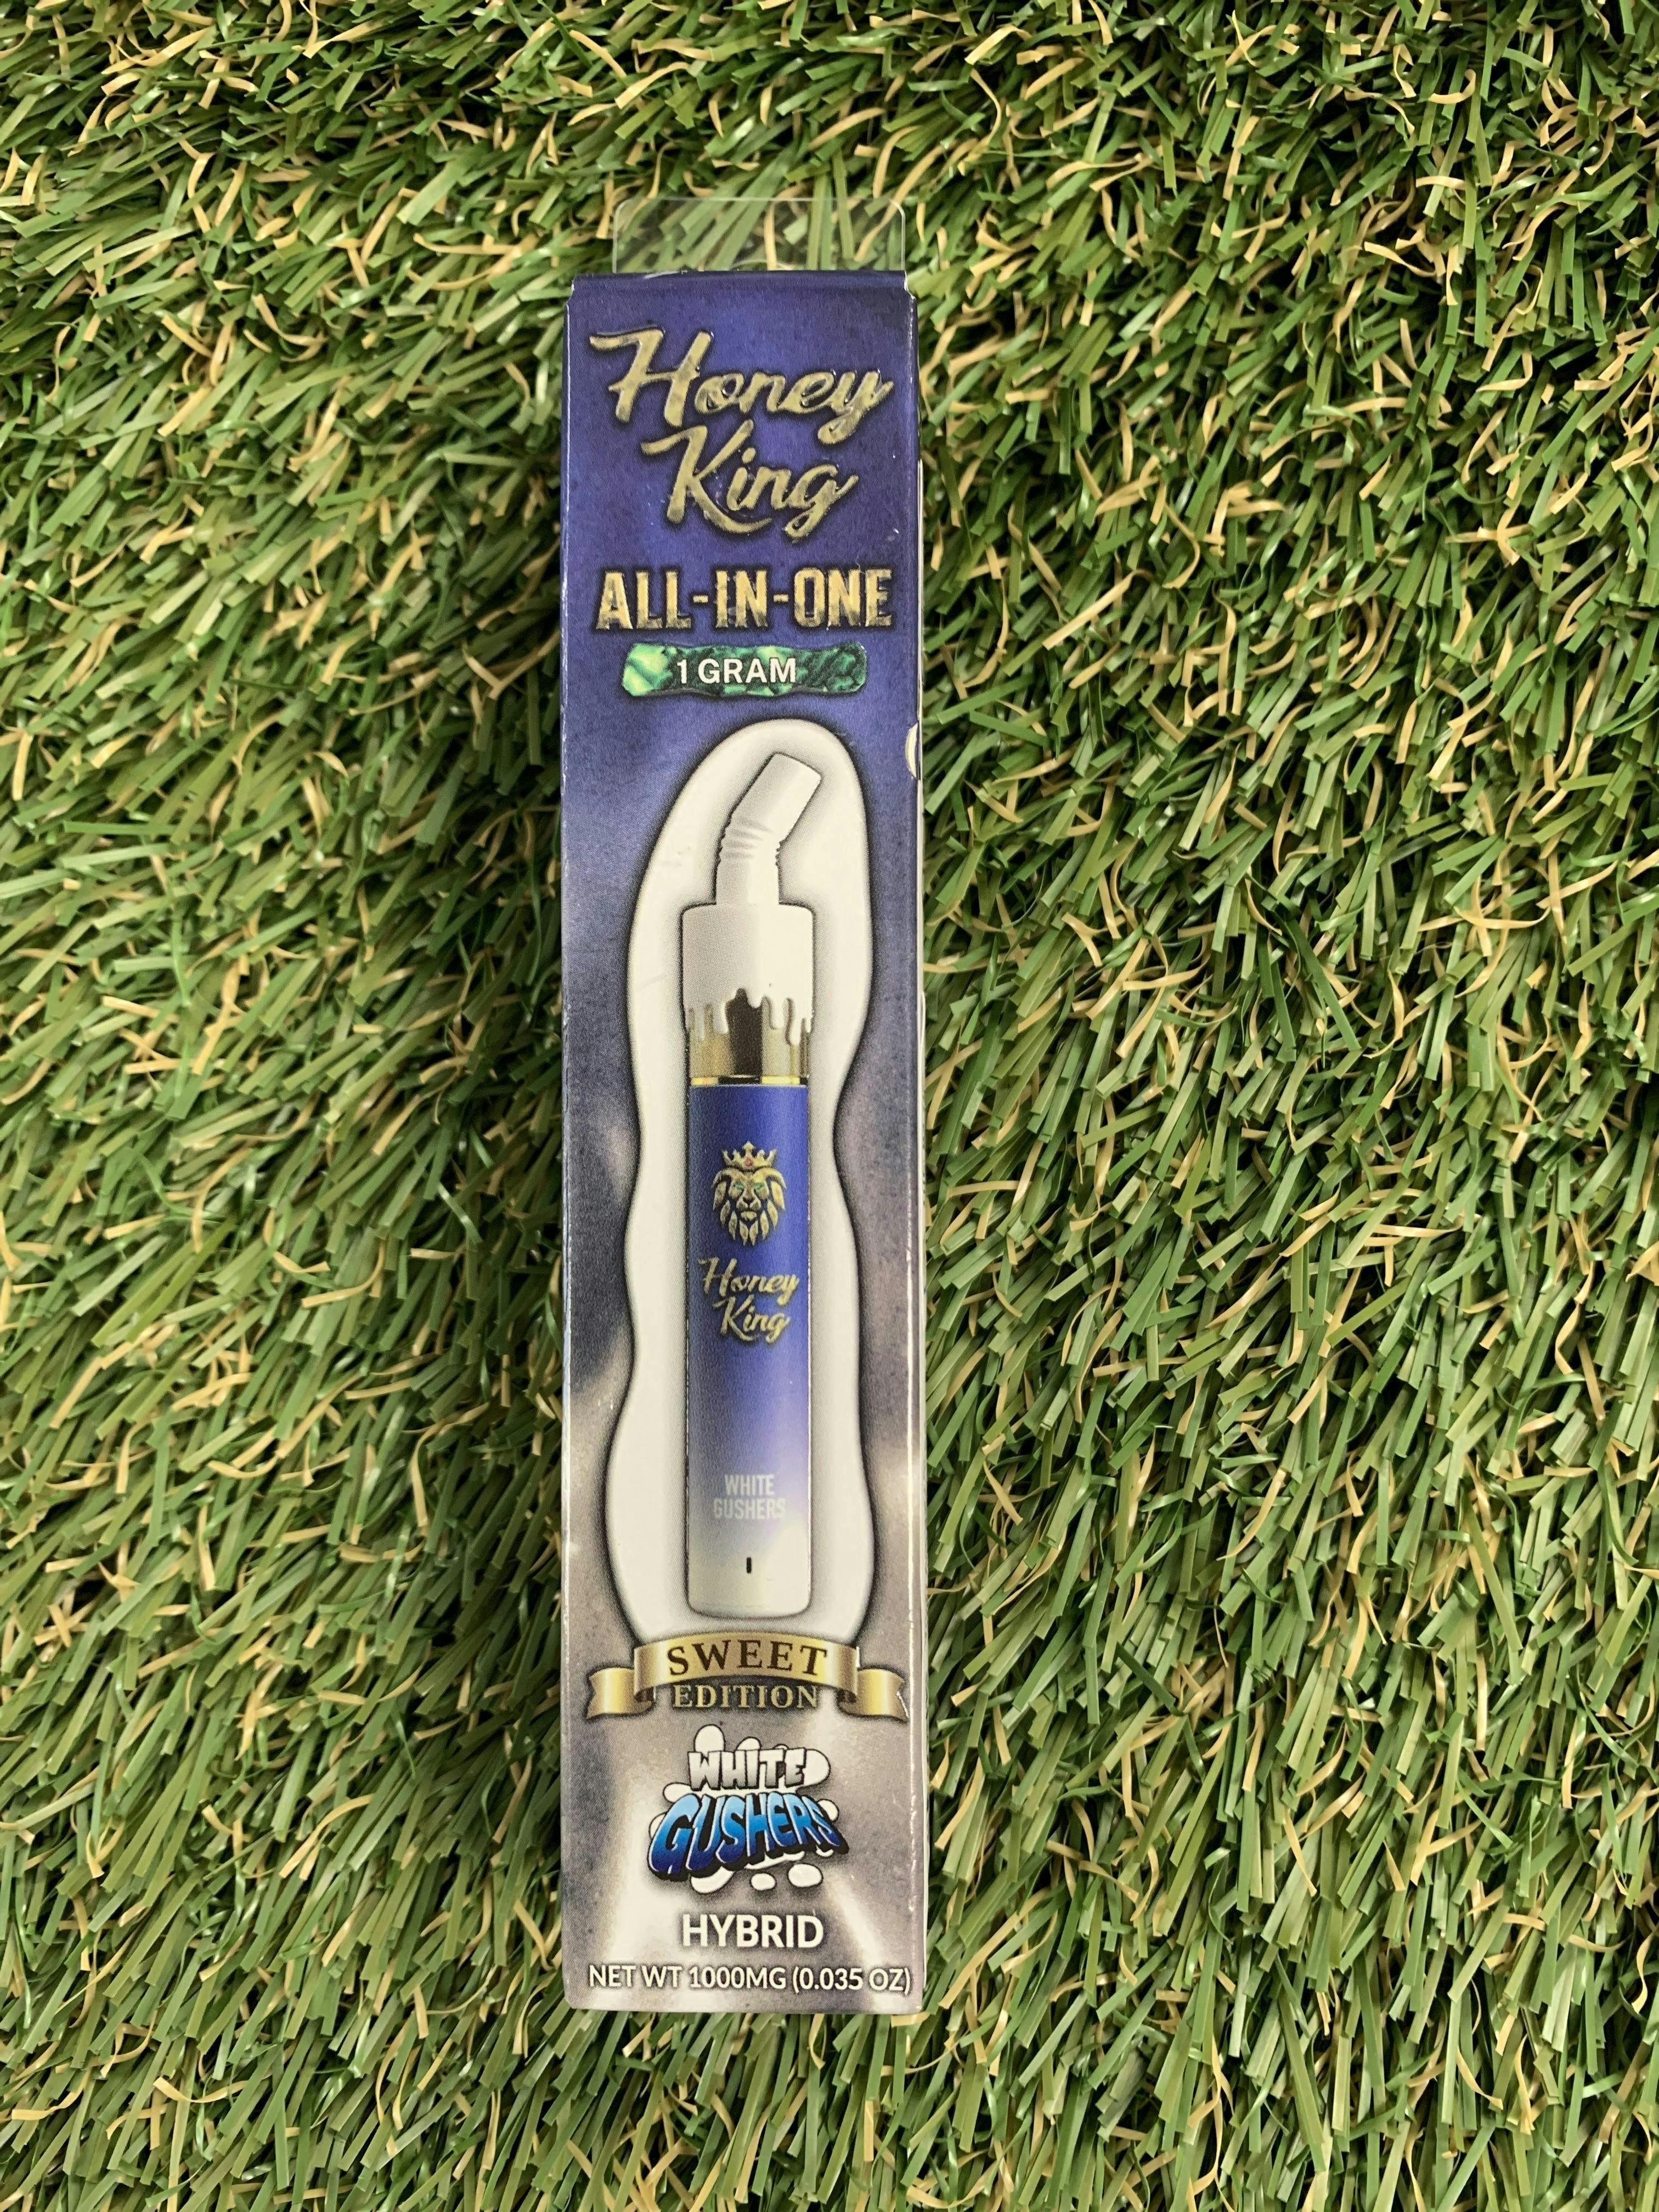 Honey
King
ALL-IN-ONE
1 GRAM
Honey
King
WHITE
GUSHERS
SWEET
EDITION
WHITE
GUSHERS
HYBRID
NET WT 1000MG (0.035 OZ)